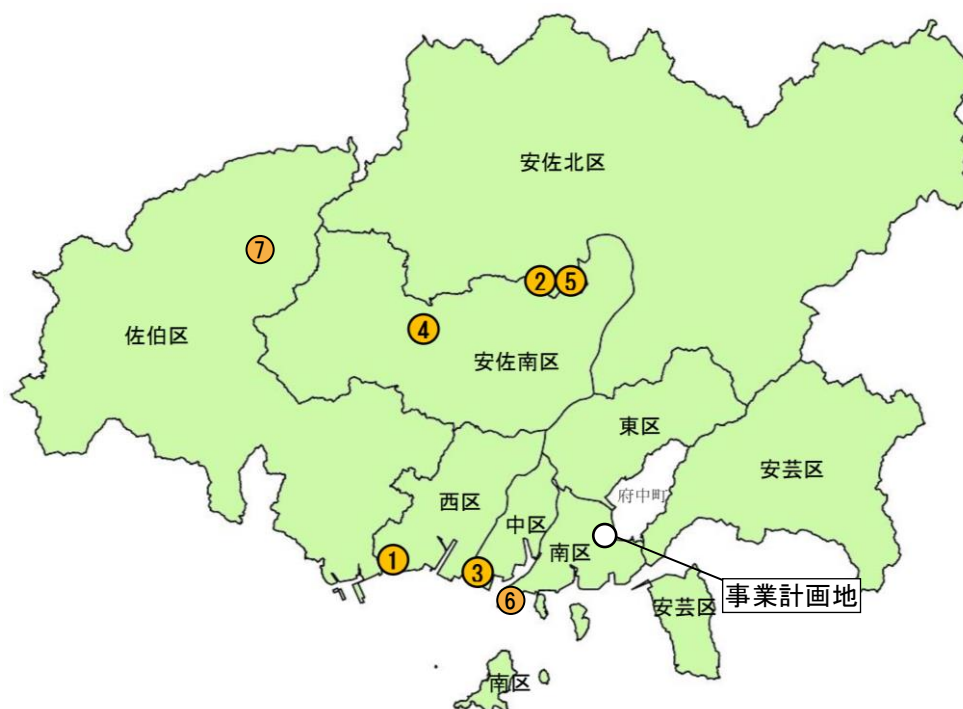 安佐北区
⑦
②
⑤
④
佐伯区
安佐南区
東区
安芸区
府中町
西区
中区
南区
①
③
⑥
事業計画地
安芸区
南区